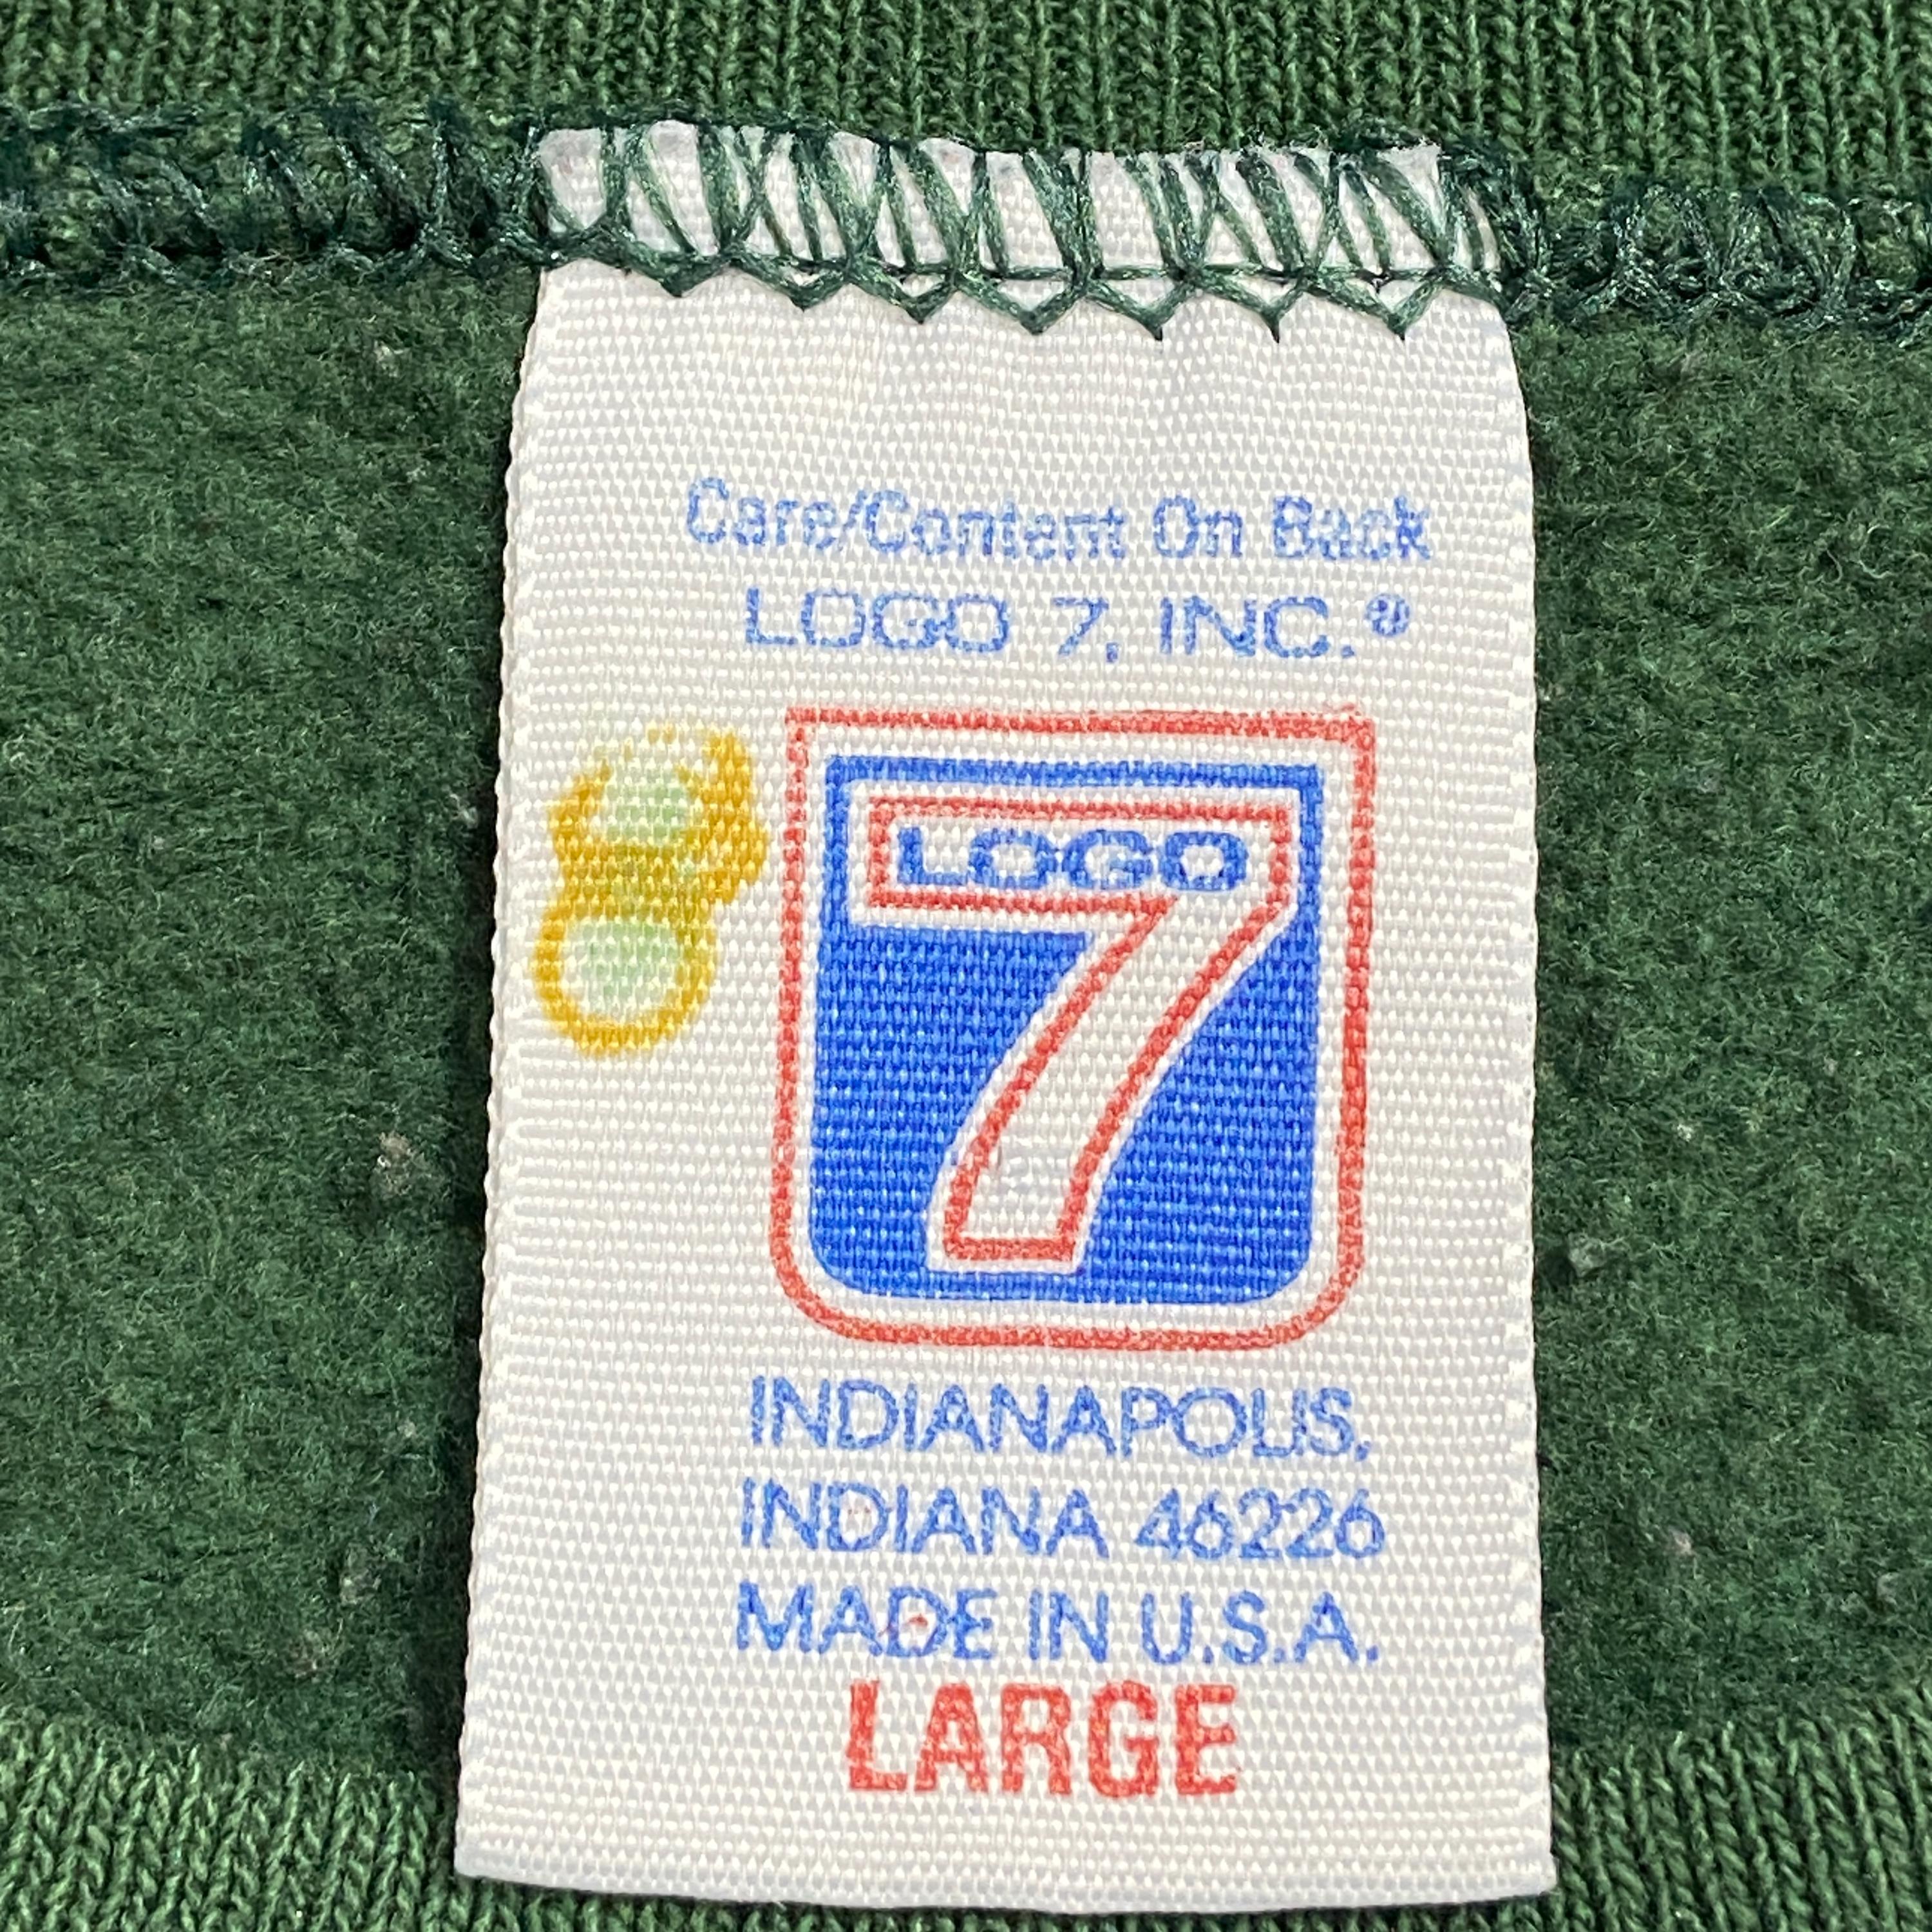 Care/Content On Back
LOGO 7, INC.®
LOGO
7
INDIANAPOLIS,
INDIANA 46226
MADE IN U.S.A.
LARGE